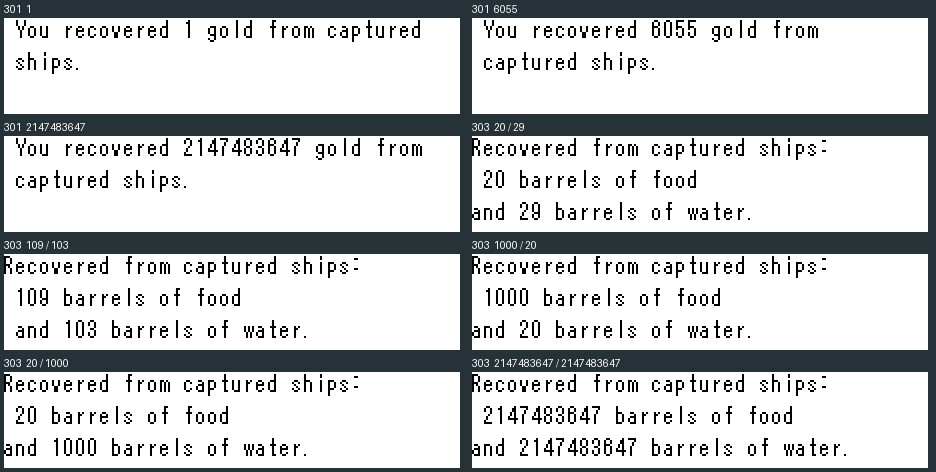 301 1
You recovered 1 gold from captured
ships.
301 6055
You recovered 6055 gold from
captured ships.
301 2147483647
You recovered 2147483647 gold from
captured ships.
303 20/29
Recovered from captured ships:
20 barrels of food
and 29 barrels of water.
303 109/103
Recovered from captured ships:
109 barrels of food
and 103 barrels of water.
303 1000/20
Recovered from captured ships:
1000 barrels of food
and 20 barrels of water.
303 20/1000
Recovered from captured ships:
20 barrels of food
and 1000 barrels of water.
303 2147483647/2147483647
Recovered from captured ships:
2147483647 barrels of food
and 2147483647 barrels of water.